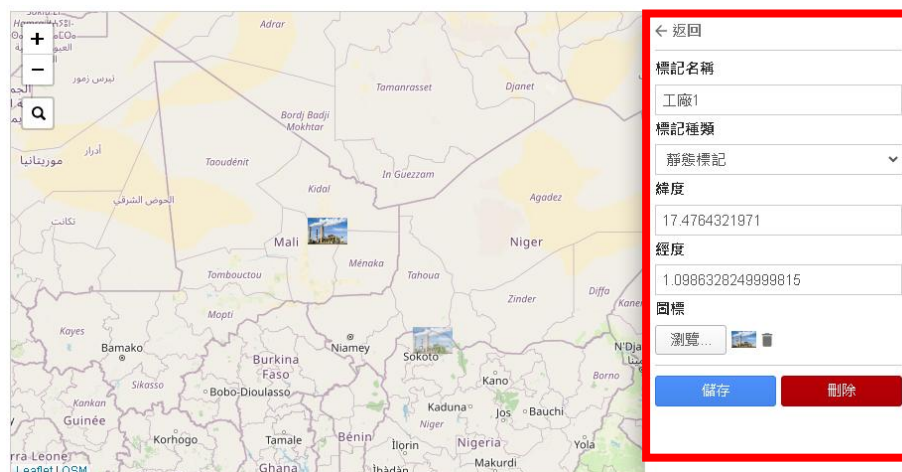 Adrar
+
−
تيرس زمور
Tamanrasset
Djanet
Bordj Badji
Mokhtar
أدرار
موريتانيا
Taoudénit
In Guezzam
الحوض الشرقي
Kidal
Agadez
تكانت
Mali
Niger
Ménaka
Tombouctou
Tahoua
Zinder
Diffa
Mopti
Kayes
Bamako
Niamey
Sokoto
Burkina
Faso
Borno
Sikasso
Bobo-Dioulasso
Kano
Kankan
Guinée
Kaduna
Jos
Bauchi
Niger
Korhogo
Tamale
Bénin
Ilorin
Nigeria
Yola
Makurdi
Ghana
Ibàdàn
Leaflet | OSM
← 返回
標記名稱
工廠1
標記種類
靜態標記
緯度
17.4764321971
經度
1.0986328249999815
圖標
瀏覽...
儲存
刪除